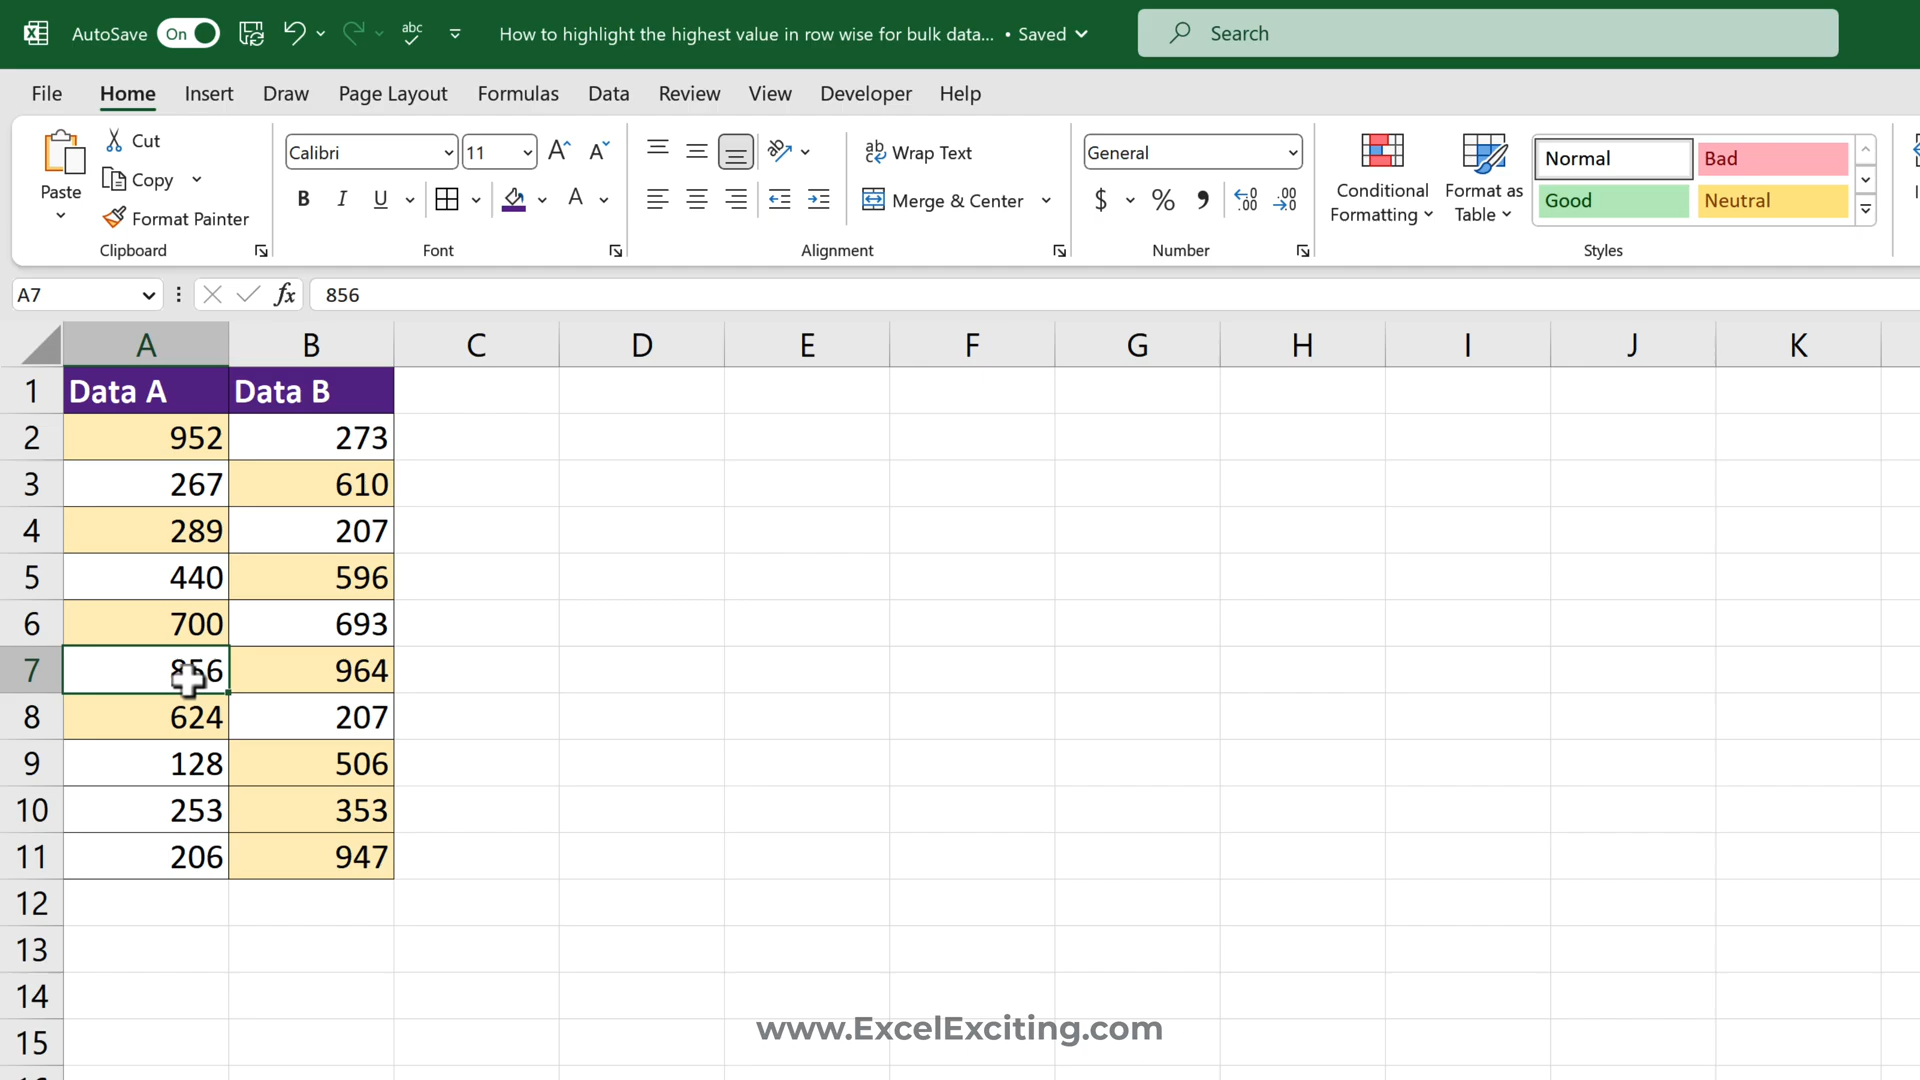 AutoSave On abc How to highlight the highest value in row wise for bulk data... • Saved Search
File Home Insert Draw Page Layout Formulas Data Review View Developer Help
Paste
Cut
Copy
Format Painter
Clipboard
Calibri 11
B I U
Font
Wrap Text
Merge & Center
Alignment
General
$ %
Number
Conditional Formatting
Format as Table
Normal Bad
Good Neutral
Styles
A7 fx 856
A B C D E F G H I J K
1 Data A Data B
2 952 273
3 267 610
4 289 207
5 440 596
6 700 693
7 856 964
8 624 207
9 128 506
10 253 353
11 206 947
12
13
14
15
www.ExcelExciting.com